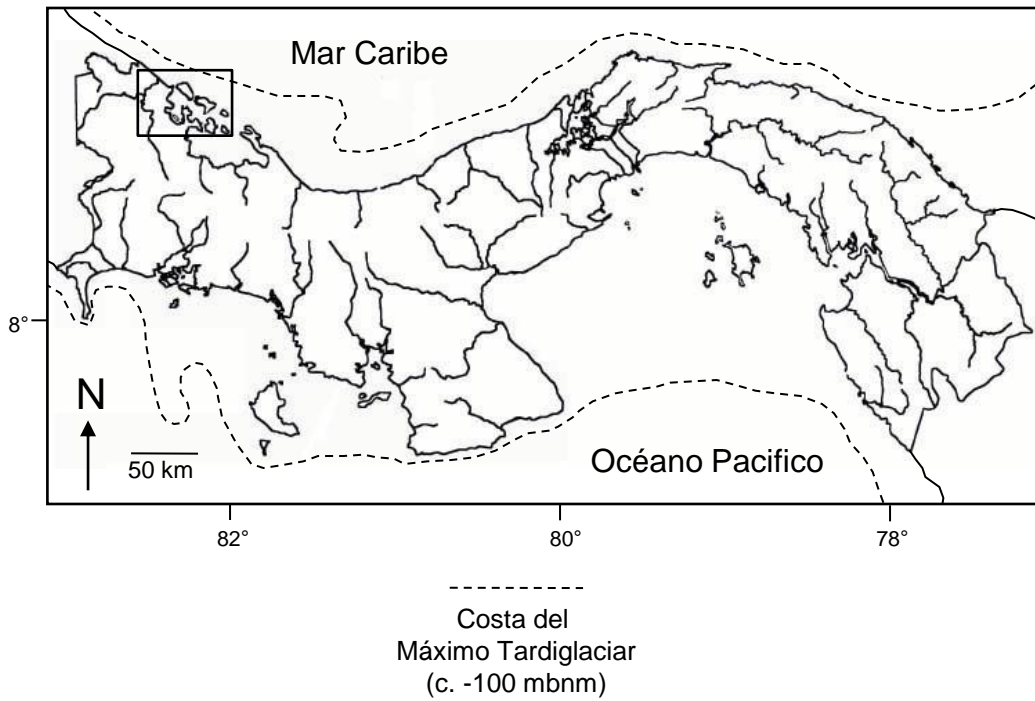 Mar Caribe
8°
N
50 km
Océano Pacifico
82°
80°
78°
Costa del
Máximo Tardiglaciar
(c. -100 mbnm)